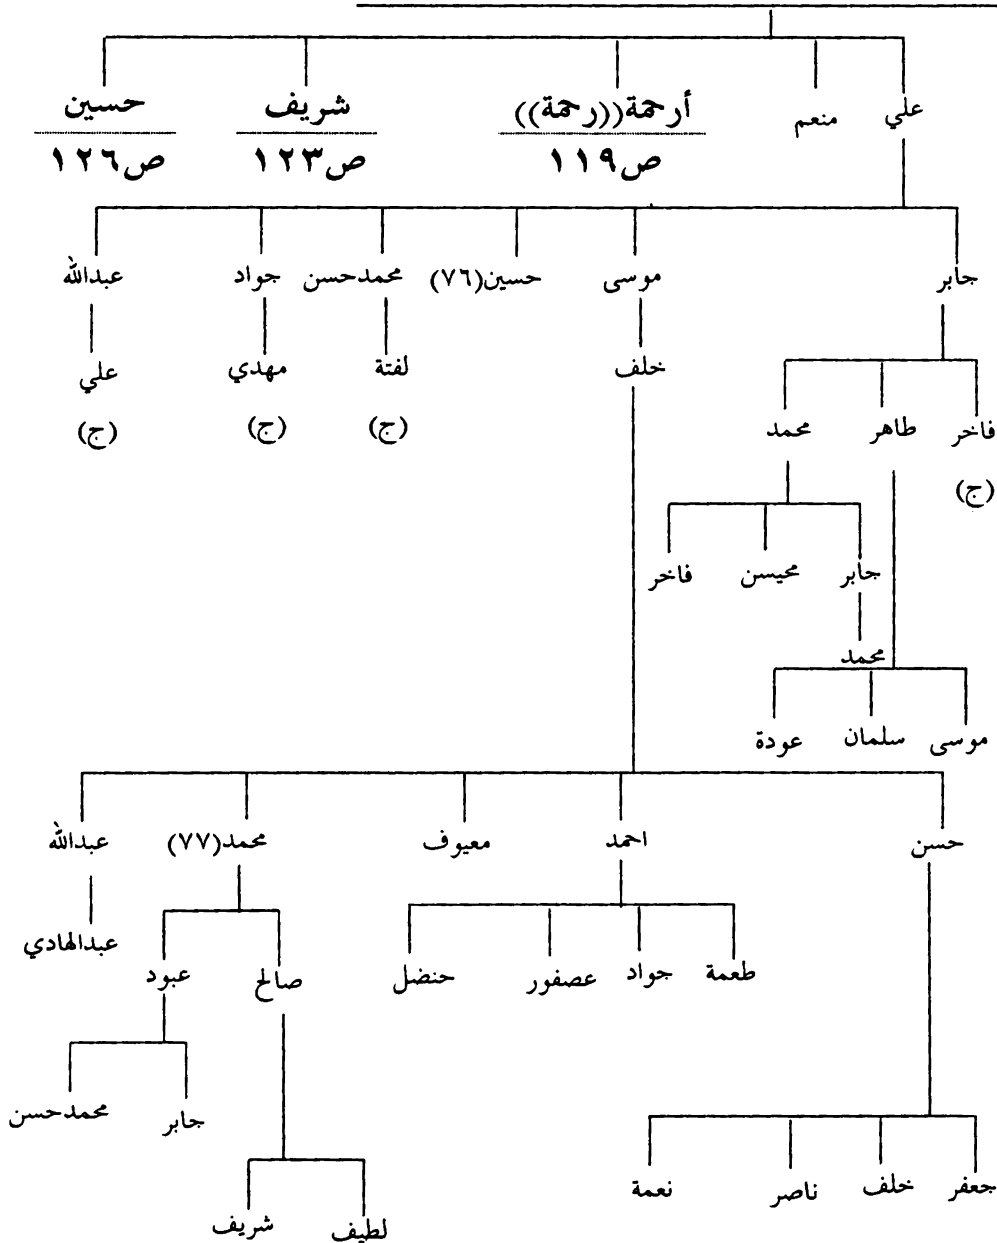 علي منعم أرحمة((رحمة)) شريف حسين
ص١١٩ ص١٢٣ ص١٢٦
جابر موسى حسين(٧٦) محمدحسن جواد عبدالله
خلف لفتة مهدي علي
فاخر طاهر محمد (ج) (ج) (ج)
(ج)
جابر محيسن فاخر
محمد
موسى سلمان عودة
حسن احمد معيوف محمد(٧٧) عبدالله
عبدالهادي
طعمة جواد عصفور حنضل صالح عبود
جابر محمدحسن
جعفر خلف ناصر نعمة
لطيف شريف